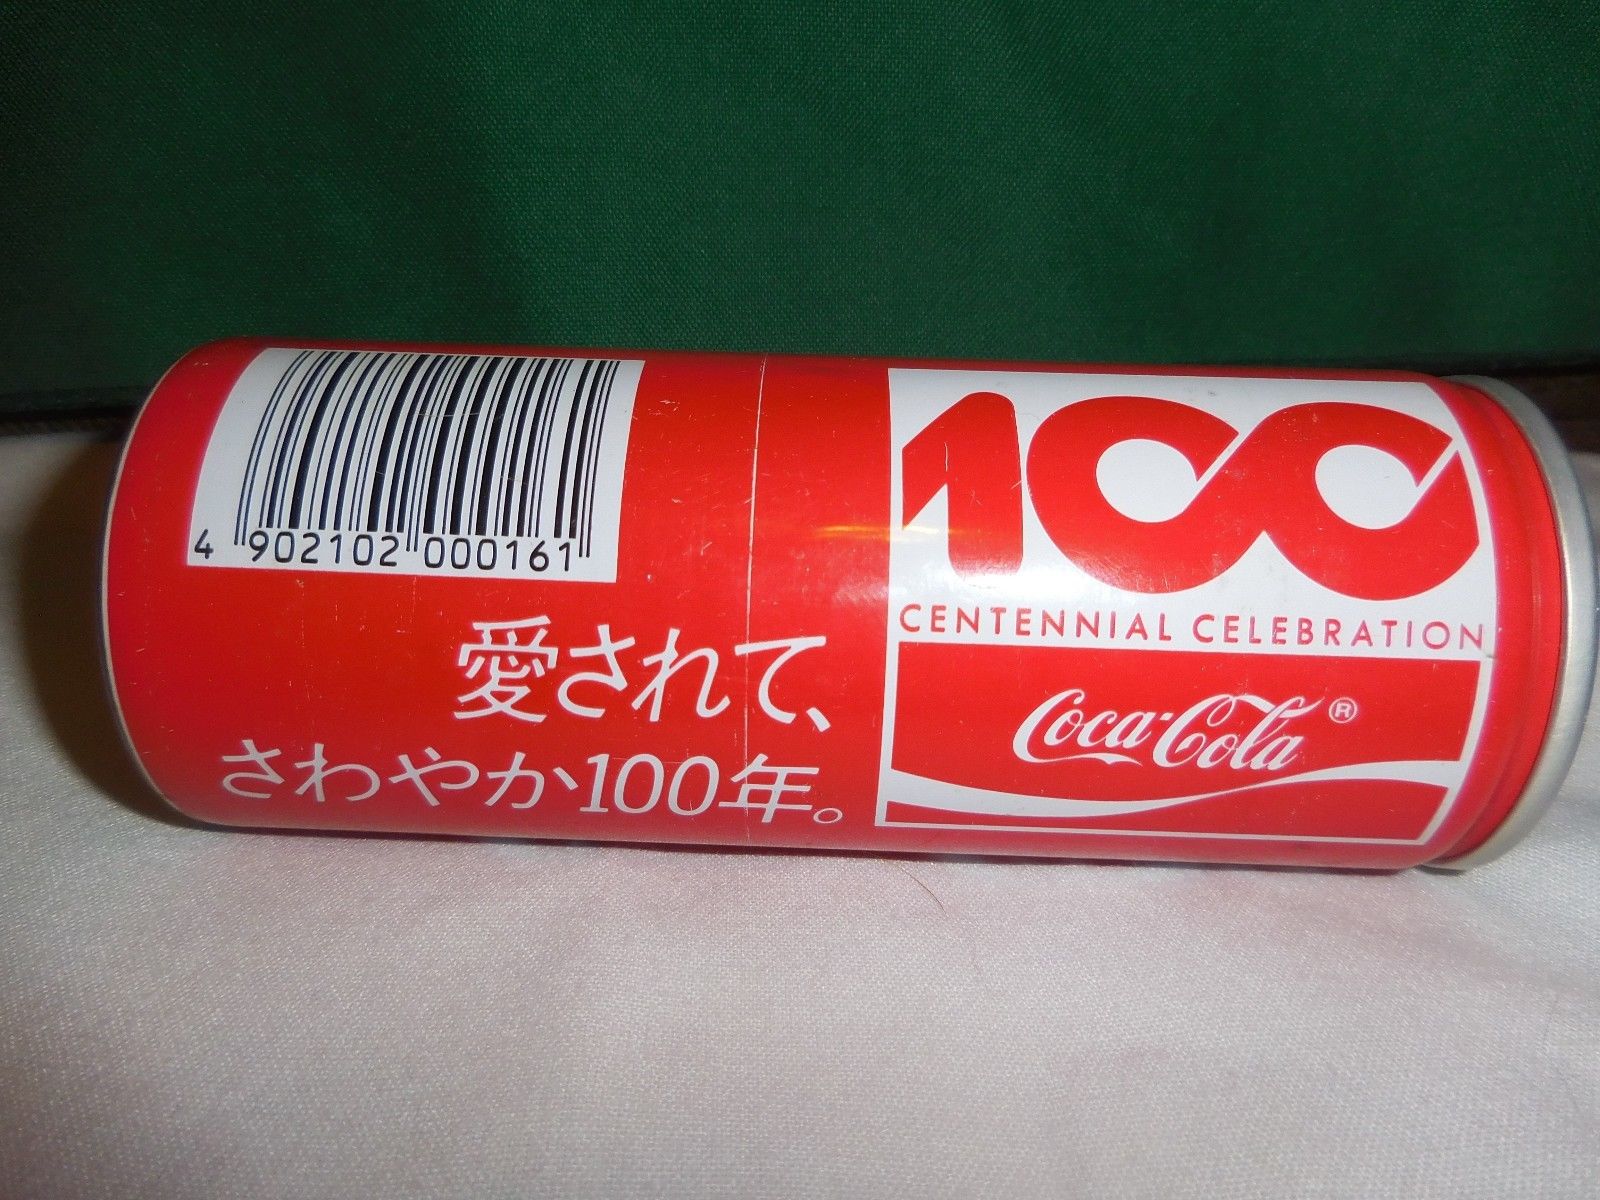 4 902102 000161
愛されて、
さわやか100年。
100
CENTENNIAL CELEBRATION
Coca-Cola ®